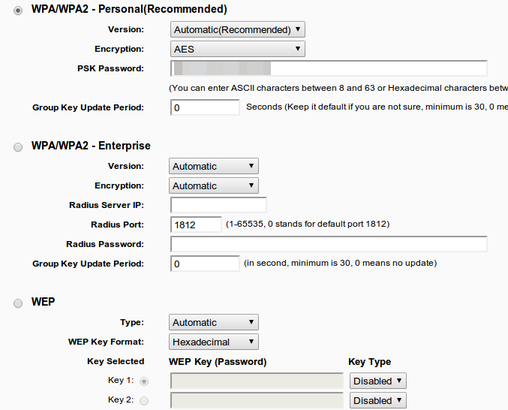 WPA/WPA2 - Personal(Recommended)
Version: Automatic(Recommended)
Encryption: AES
PSK Password:
(You can enter ASCII characters between 8 and 63 or Hexadecimal characters
Group Key Update Period: 0 Seconds (Keep it default if you are not sure, minimum is 30, 0
WPA/WPA2 - Enterprise
Version: Automatic
Encryption: Automatic
Radius Server IP:
Radius Port: 1812 (1-65535, 0 stands for default port 1812)
Radius Password:
Group Key Update Period: 0 (in second, minimum is 30, 0 means no update)
WEP
Type: Automatic
WEP Key Format: Hexadecimal
Key Selected WEP Key (Password) Key Type
Key 1: Disabled
Key 2: Disabled